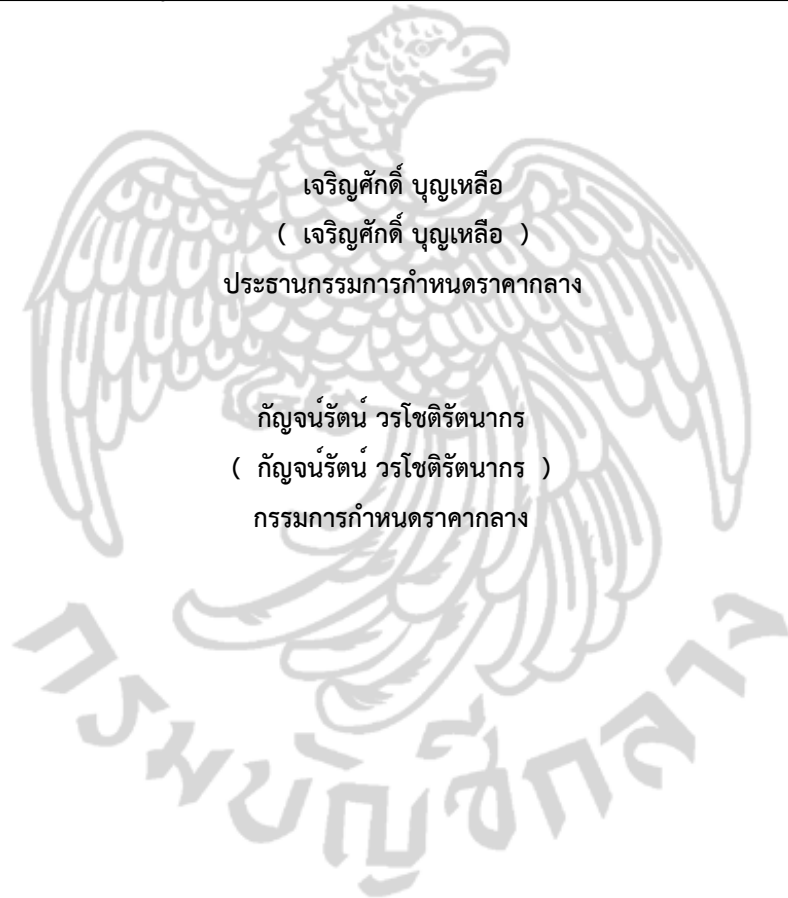 เจริญศักดิ์ บุญเหลือ
( เจริญศักดิ์ บุญเหลือ )
ประธานกรรมการกำหนดราคากลาง
กัญจน์รัตน์ วรโชติรัตนากร
( กัญจน์รัตน์ วรโชติรัตนากร )
กรรมการกำหนดราคากลาง
กรมบัญชีกลาง